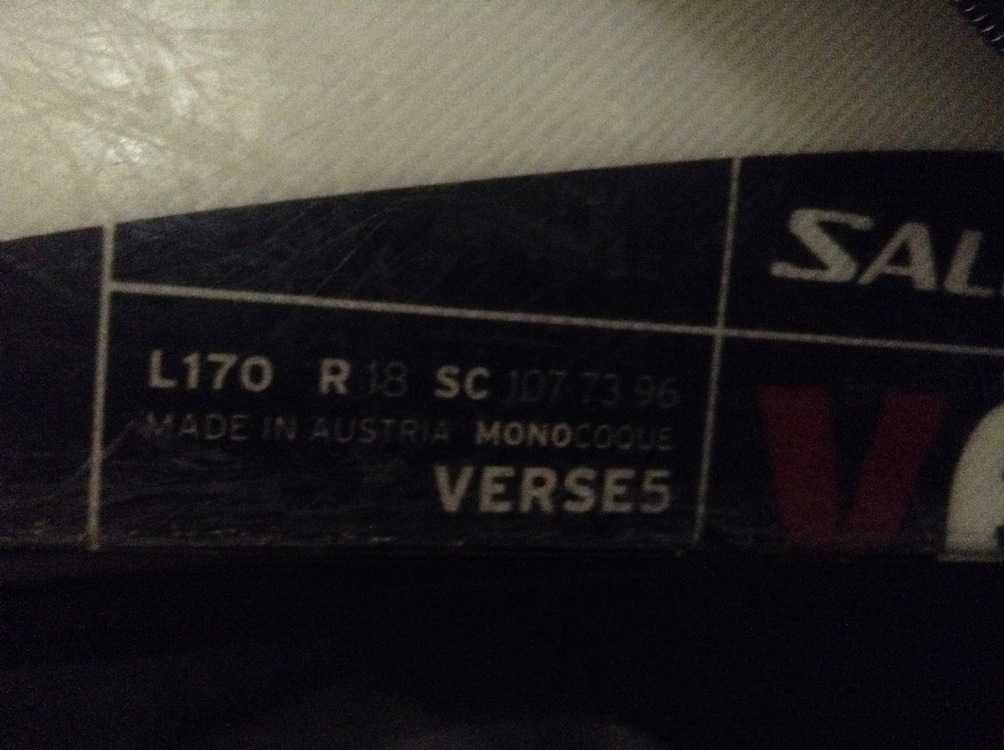 SAL
L170 R 18 SC 107 73 96
MADE IN AUSTRIA MONOCOQUE
VERSE5
V